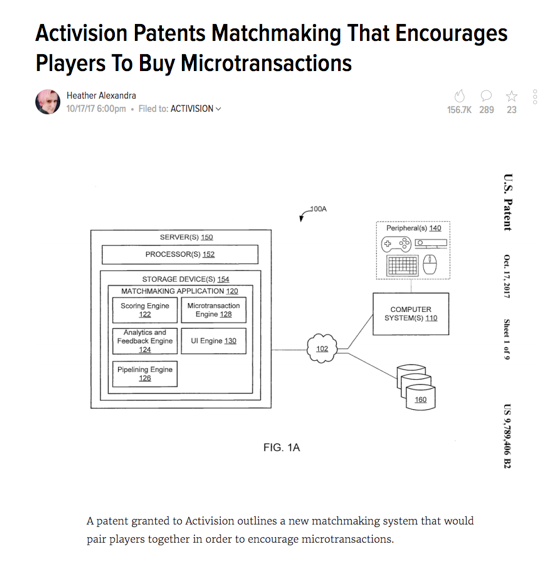 Activision Patents Matchmaking That Encourages
Players To Buy Microtransactions
Heather Alexandra
10/17/17 6:00pm • Filed to: ACTIVISION
156.7K 289 23
100A
SERVER(S) 150
PROCESSOR(S) 152
STORAGE DEVICE(S) 154
MATCHMAKING APPLICATION 120
Scoring Engine
122
Microtransaction
Engine 128
Analytics and
Feedback Engine
124
UI Engine 130
Pipelining Engine
126
102
Peripheral(s) 140
COMPUTER
SYSTEM(S) 110
160
FIG. 1A
U.S. Patent
Oct. 17, 2017
Sheet 1 of 9
US 9,789,406 B2
A patent granted to Activision outlines a new matchmaking system that would
pair players together in order to encourage microtransactions.